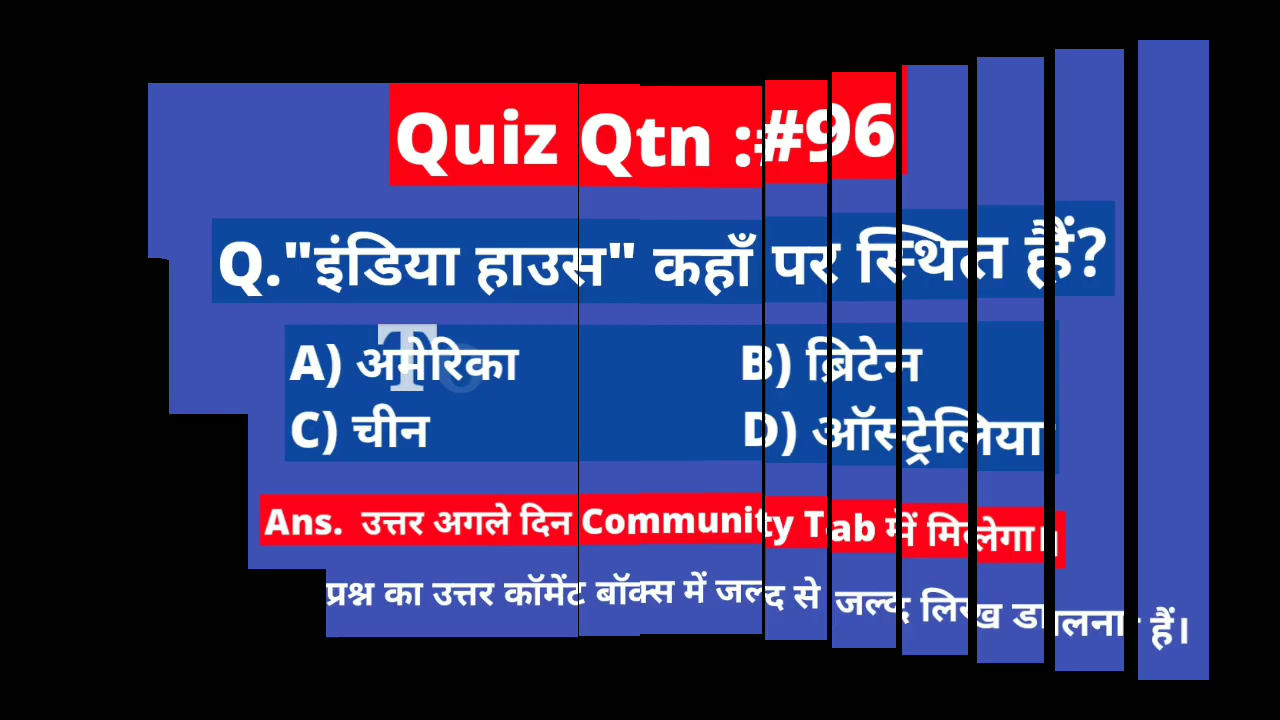 Quiz Qtn :#96
Q."इंडिया हाउस" कहाँ पर स्थित हैं?
A) अमेरिका B) ब्रिटेन
C) चीन D) ऑस्ट्रेलिया
To
Ans. उत्तर अगले दिन Community Tab में मिलेगा।
प्रश्न का उत्तर कॉमेंट बॉक्स में जल्द से जल्द लिख डालना हैं।